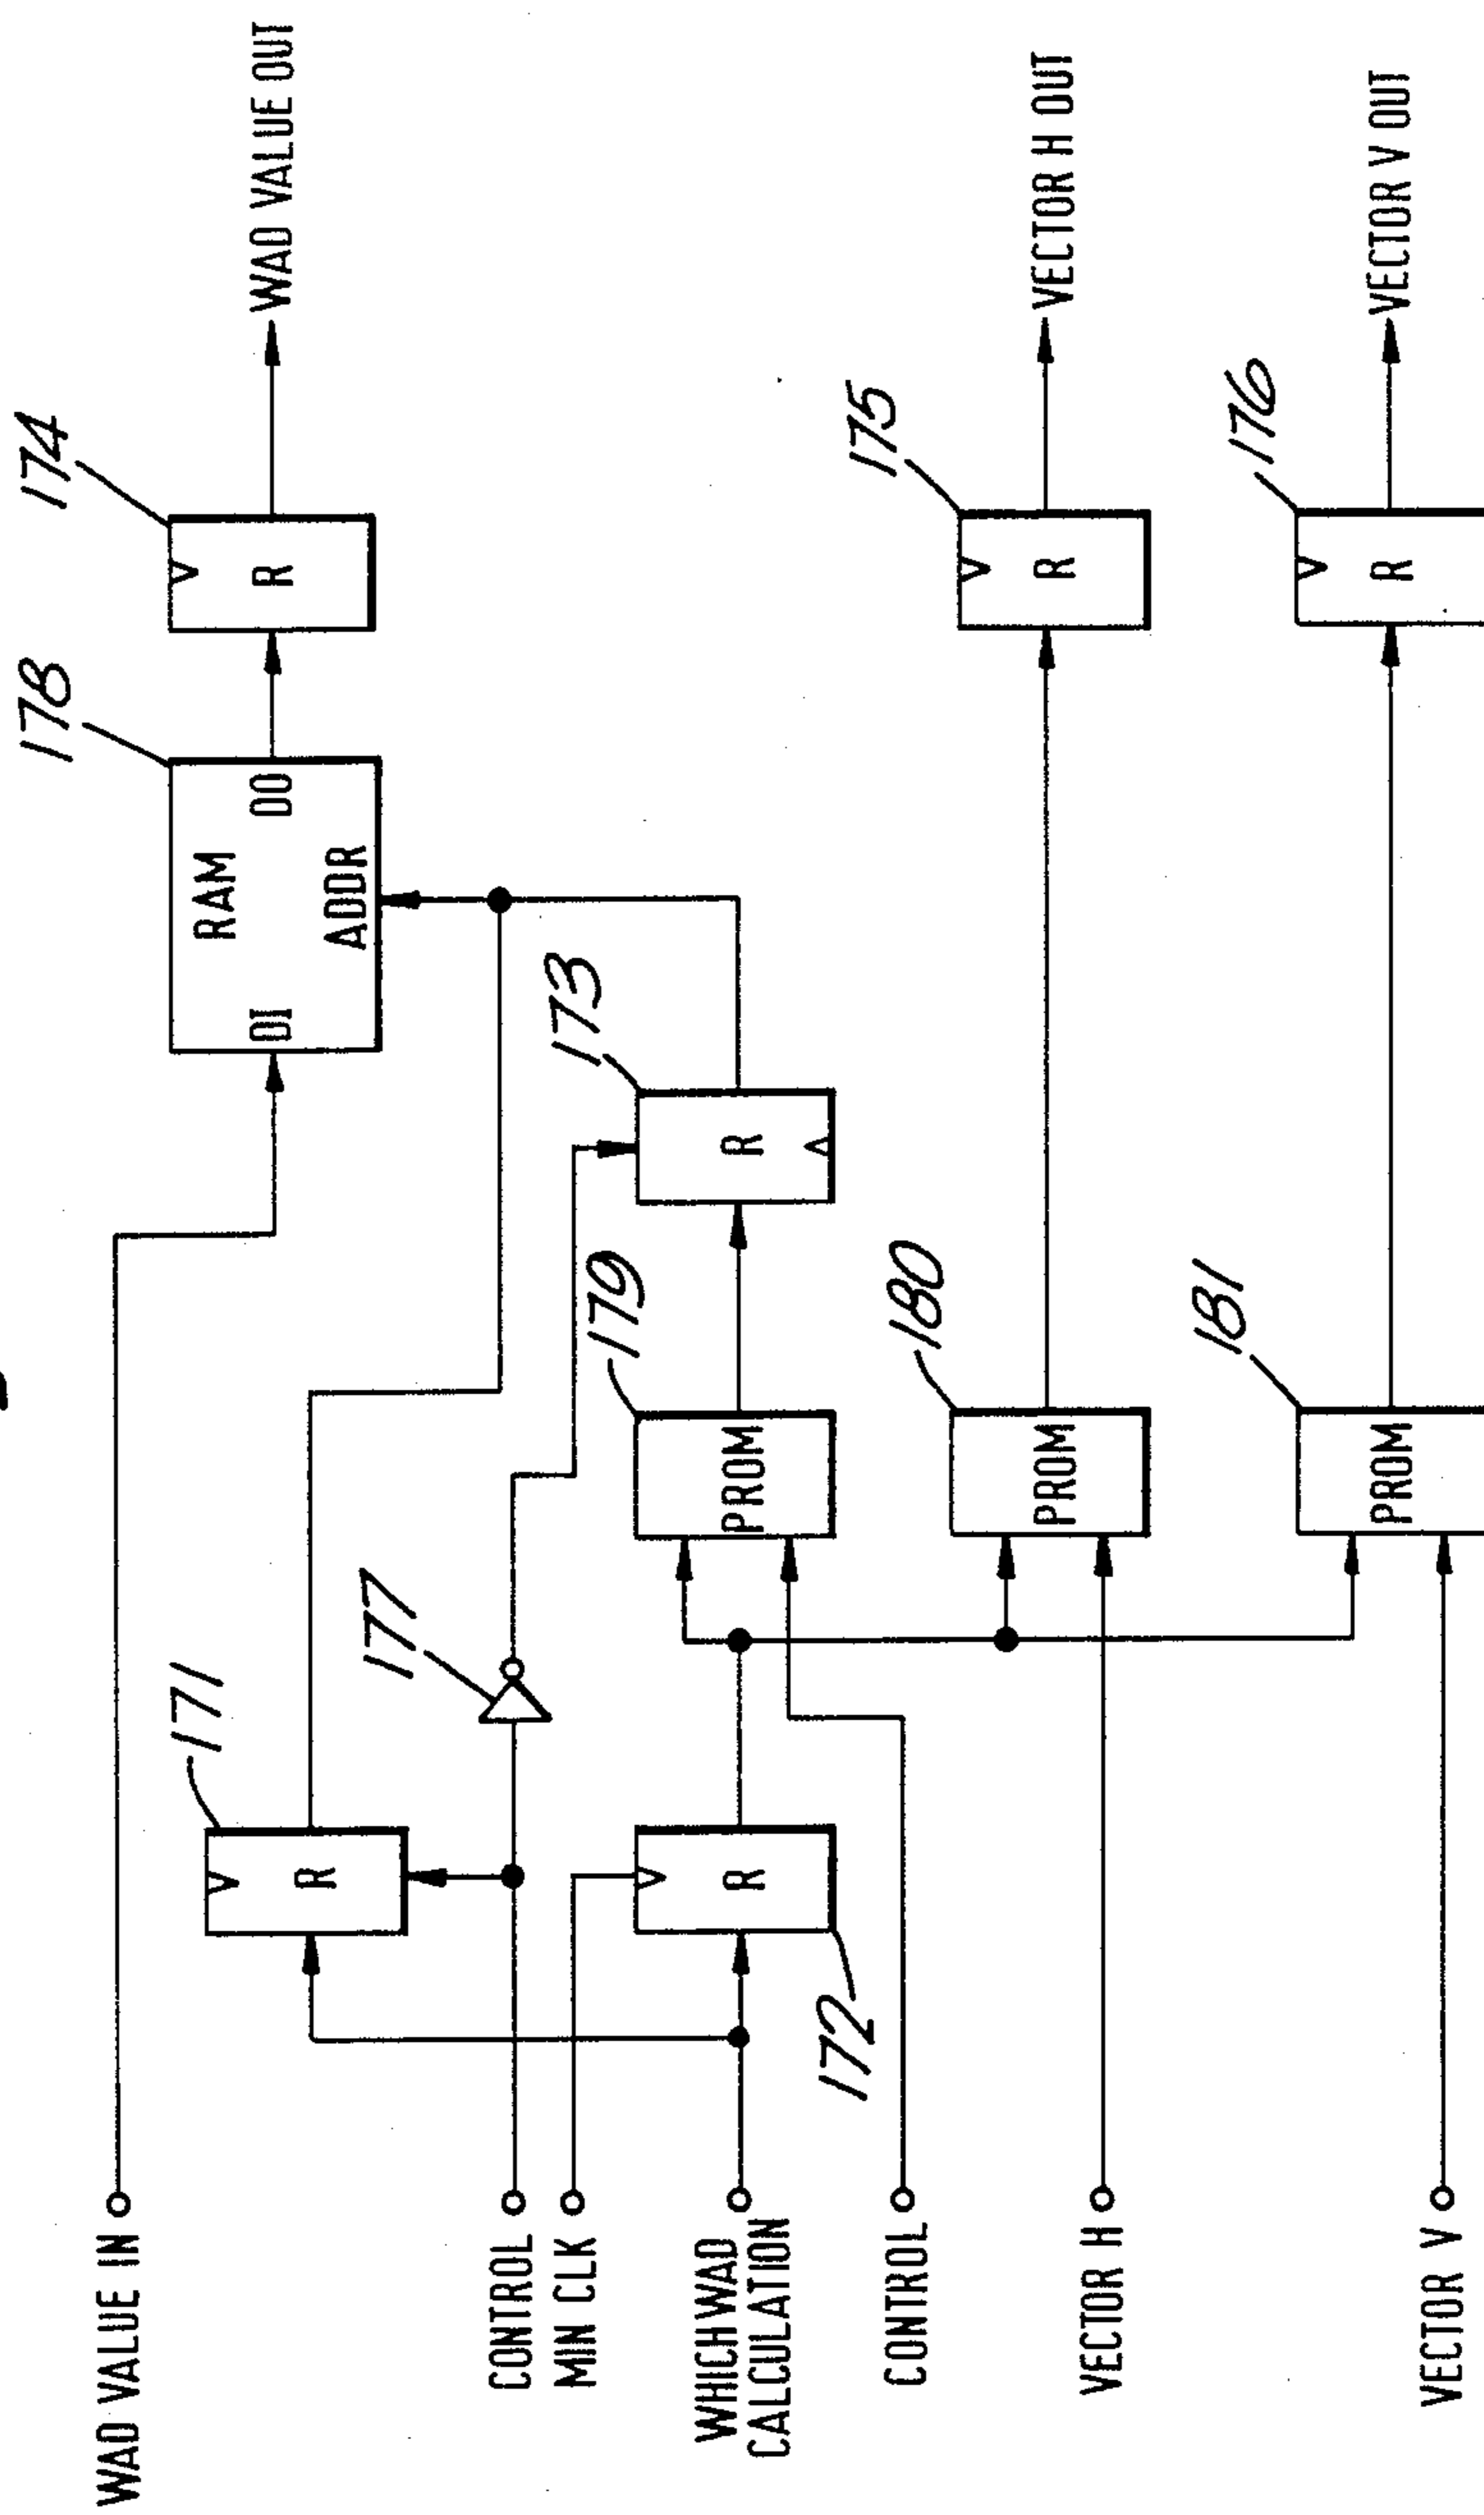 WAD VALUE IN
CONTROL
MIN CLK
WHICH WAD
CALCULATION
CONTROL
VECTOR H
VECTOR V
171
V
R
177
172
V
R
179
PROM
180
PROM
181
PROM
173
R
V
178
RAM
DI
DO
ADDR
174
V
R
175
V
R
176
V
R
WAD VALUE OUT
VECTOR H OUT
VECTOR V OUT